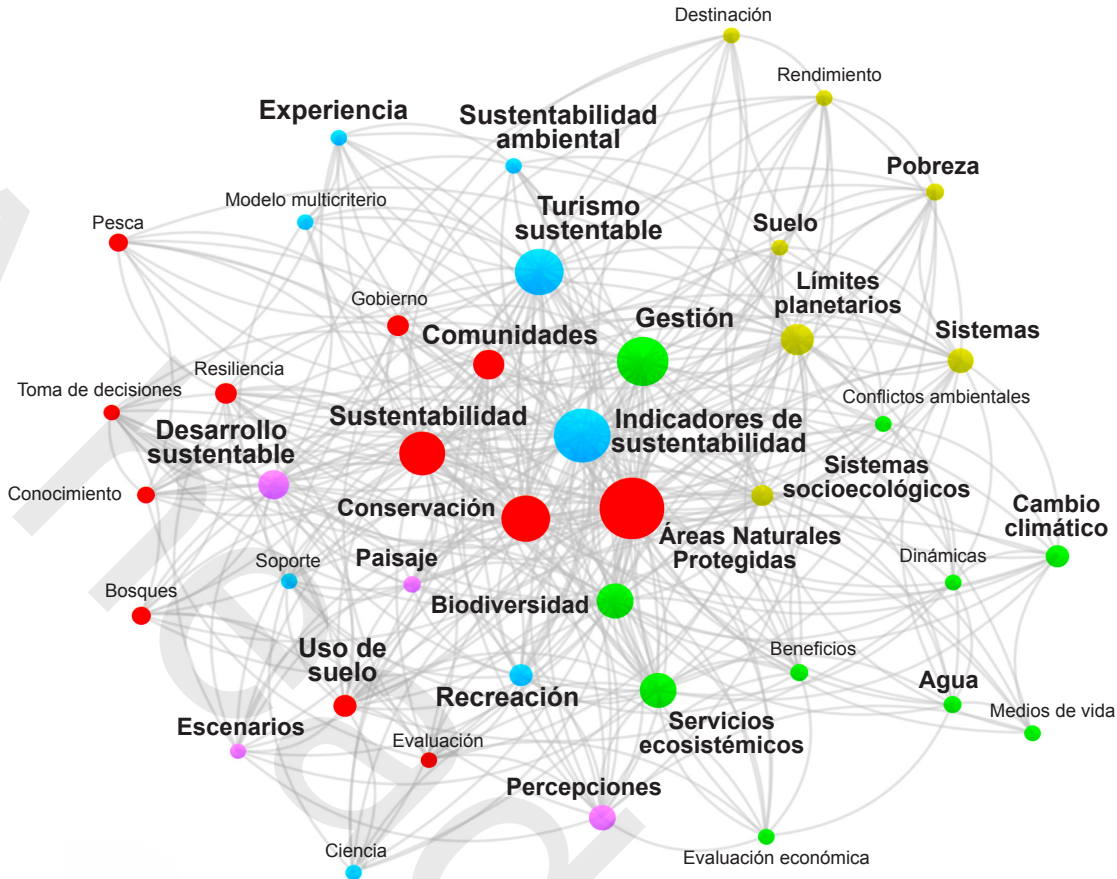 Destinación
Rendimiento
Experiencia
Sustentabilidad
ambiental
Pobreza
Modelo multicriterio
Pesca
Turismo
sustentable
Suelo
Límites
planetarios
Gobierno
Gestión
Comunidades
Sistemas
Resiliencia
Toma de decisiones
Conflictos ambientales
Sustentabilidad
Indicadores de
sustentabilidad
Desarrollo
sustentable
Sistemas
socioecológicos
Conocimiento
Conservación
Cambio
climático
Áreas Naturales
Protegidas
Soporte
Paisaje
Dinámicas
Bosques
Biodiversidad
Uso de
suelo
Beneficios
Recreación
Agua
Medios de vida
Escenarios
Servicios
ecosistémicos
Evaluación
Percepciones
Ciencia
Evaluación económica